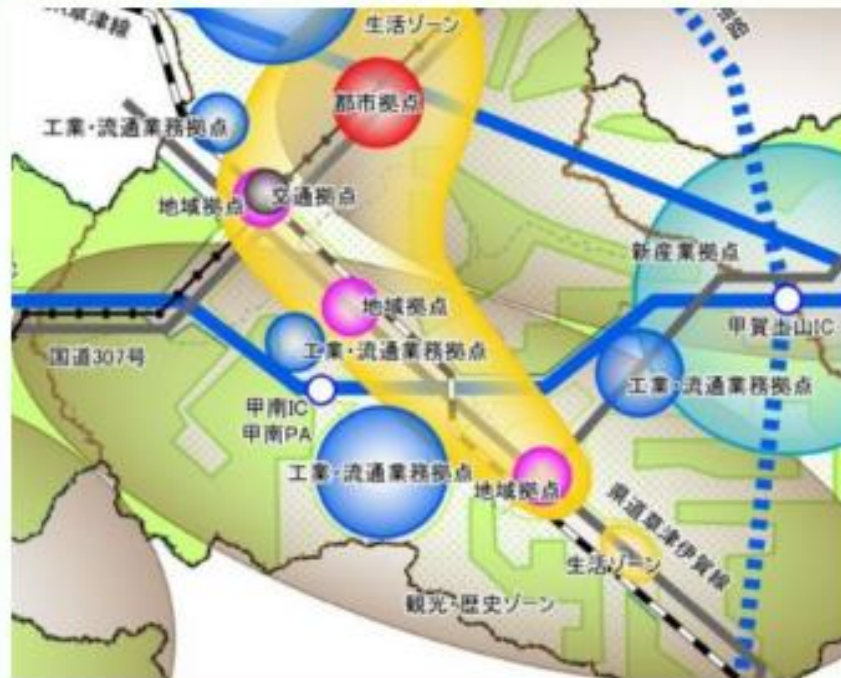 生活ゾーン
草津線
都市拠点
工業・流通業務拠点
交通拠点
地域拠点
新産業拠点
地域拠点
甲賀土山IC
国道307号
工業・流通業務拠点
工業・流通業務拠点
甲南IC
甲南PA
工業・流通業務拠点
地域拠点
県道草津伊賀線
生活ゾーン
観光・歴史ゾーン